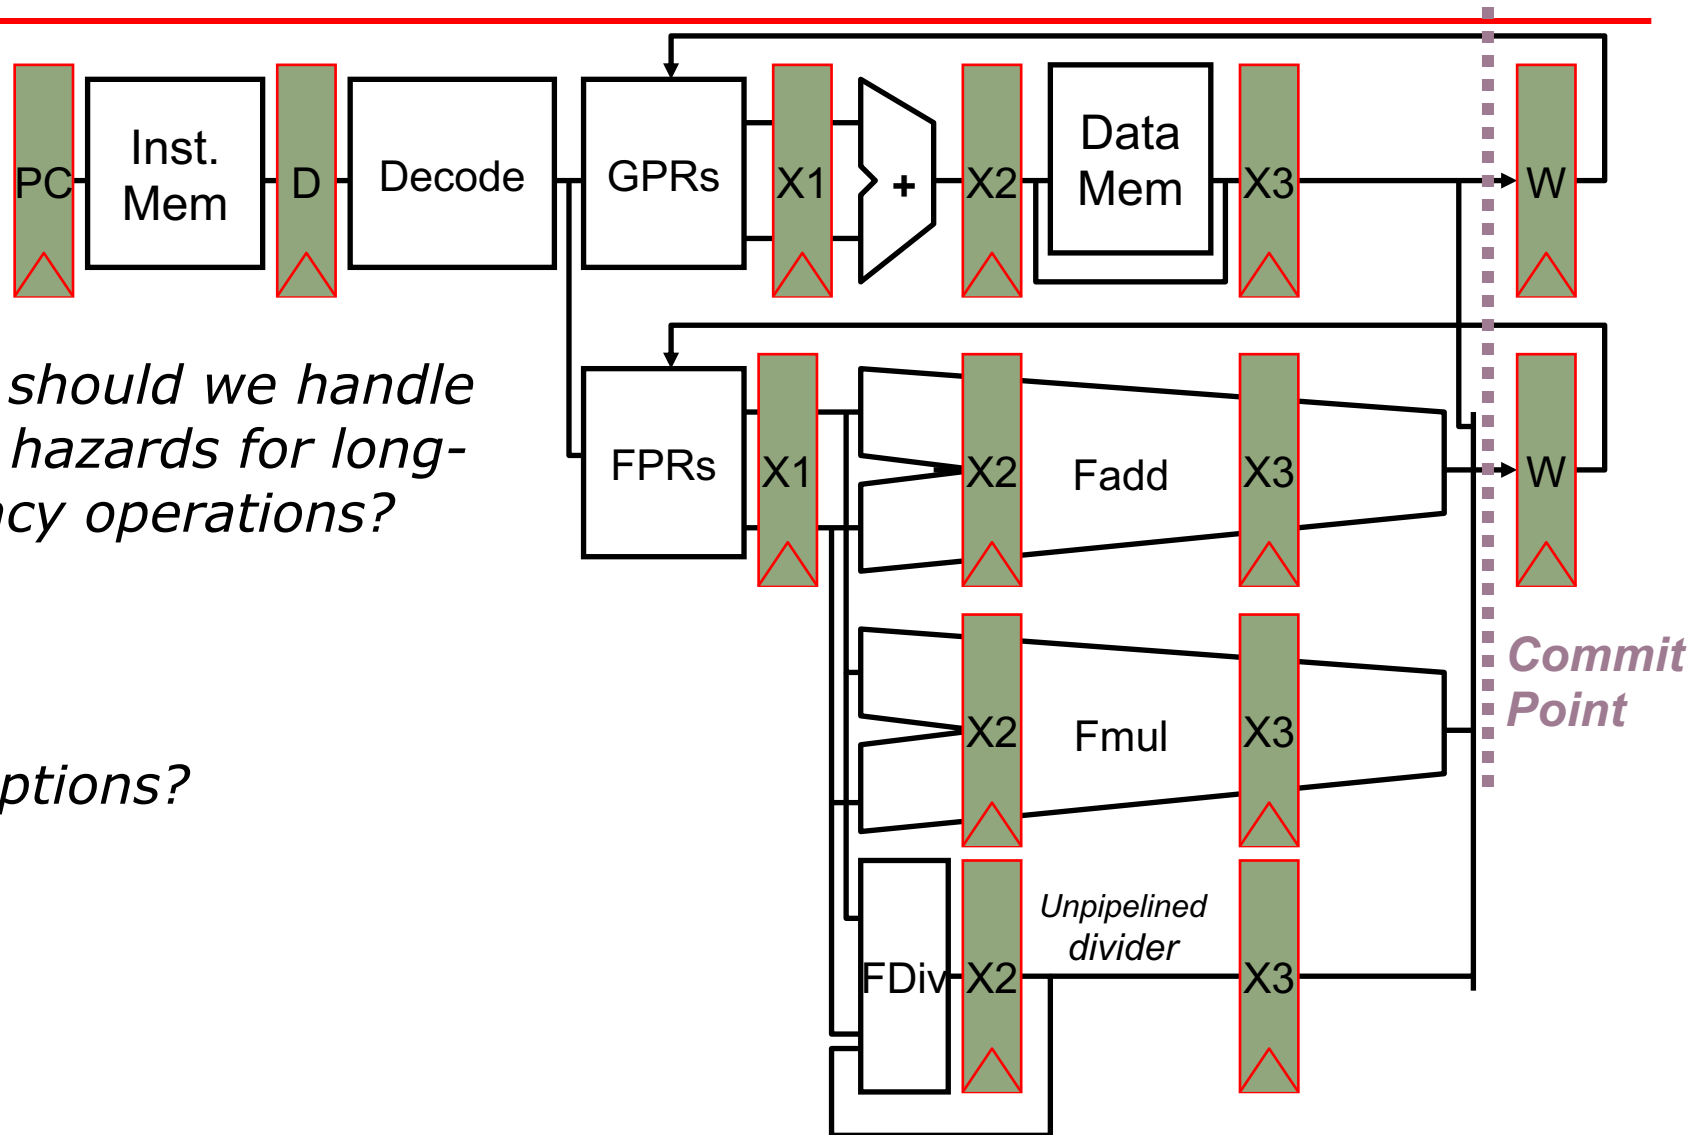 PC
Inst.
Mem
D
Decode
GPRs
X1
+
X2
Data
Mem
X3
W
should we handle
hazards for long-
ncy operations?
FPRs
X1
X2
Fadd
X3
W
X2
Fmul
X3
Commit
Point
ptions?
FDiv
X2
Unpipelined
divider
X3